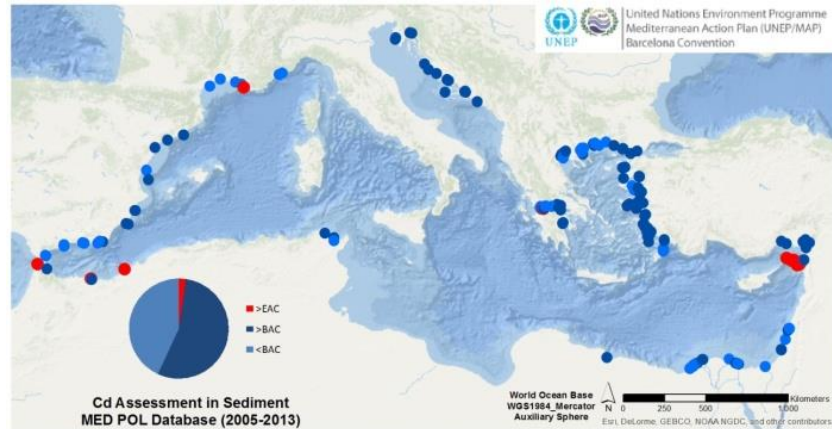 United Nations Environment Programme
Mediterranean Action Plan (UNEP/MAP)
Barcelona Convention
UNEP
>EAC
>BAC
<BAC
Cd Assessment in Sediment
MED POL Database (2005-2013)
World Ocean Base
WGS1984_Mercator
Auxiliary Sphere
N
Kilometers
0 250 500 1,000
Esri, DeLorme, GEBCO, NOAA NGDC, and other contributors